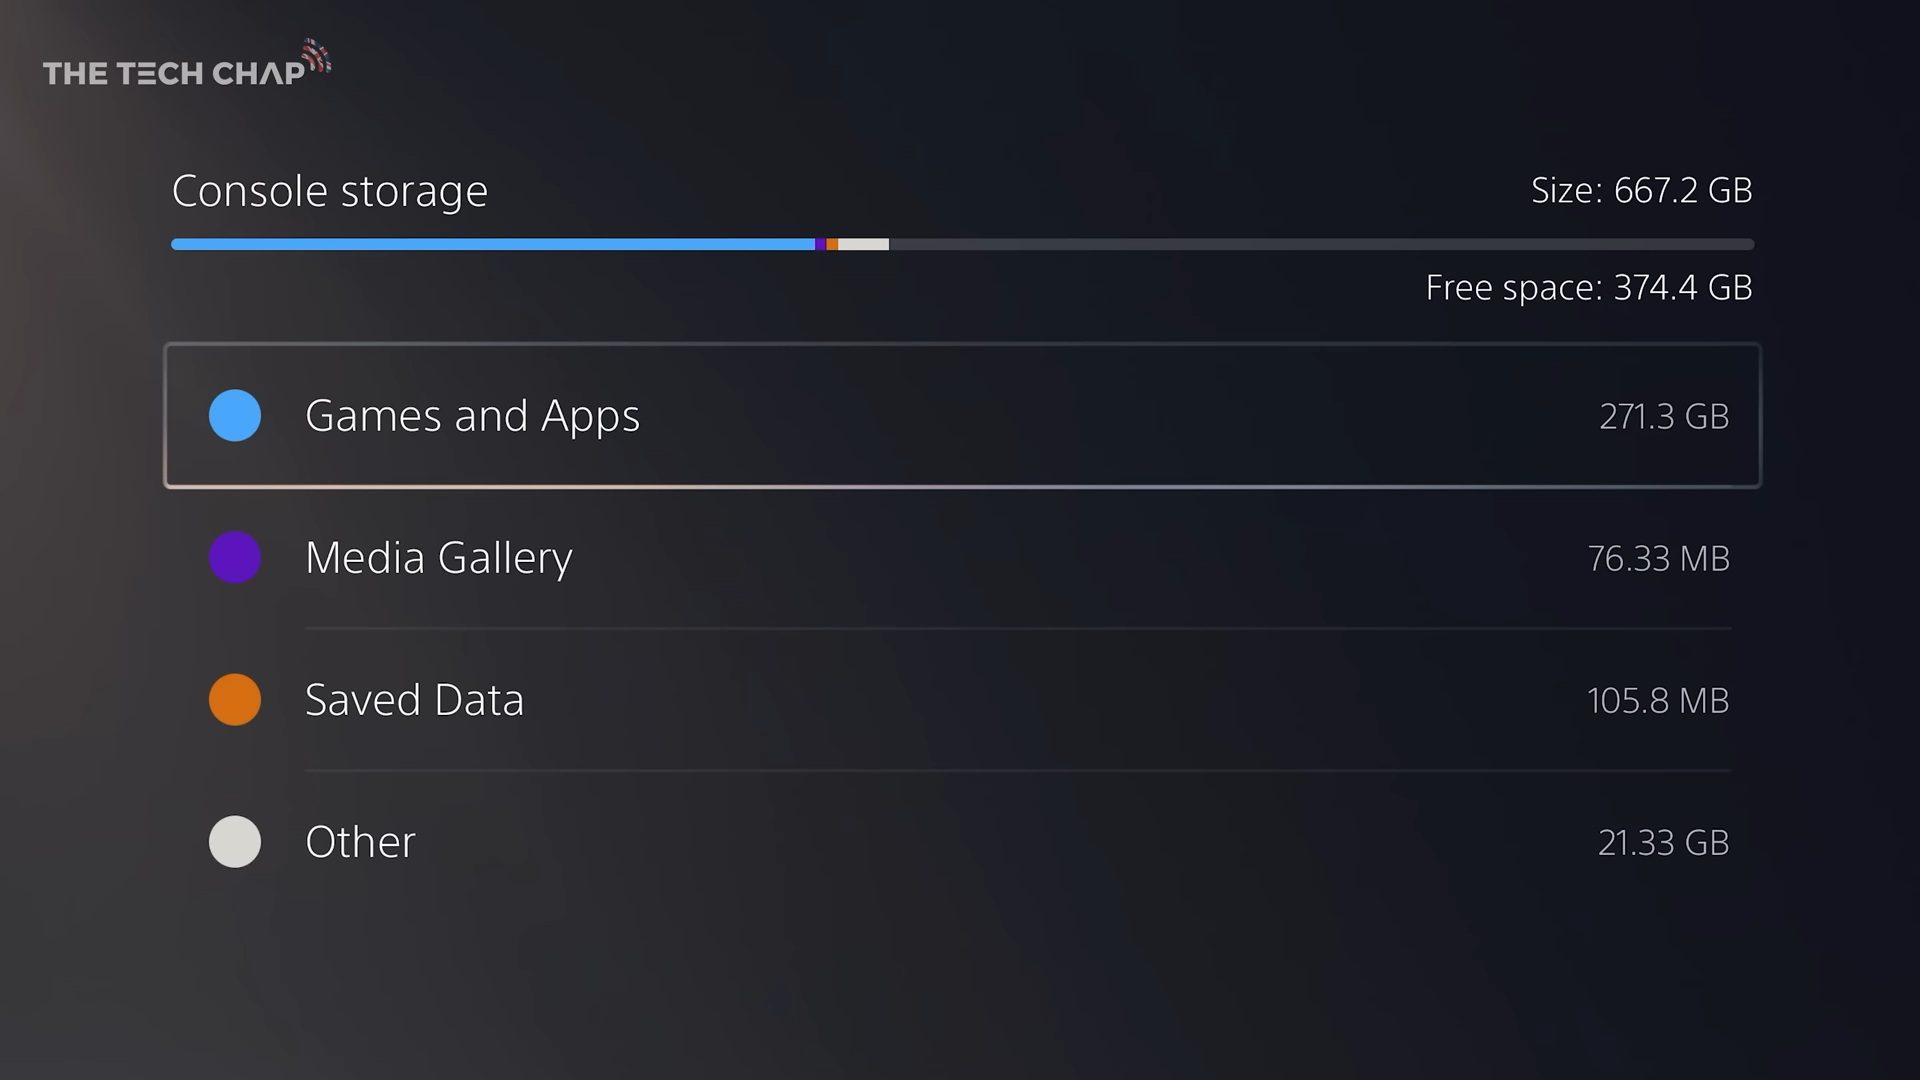 THE TECH CHAP
Console storage
Size: 667.2 GB
Free space: 374.4 GB
Games and Apps
271.3 GB
Media Gallery
76.33 MB
Saved Data
105.8 MB
Other
21.33 GB